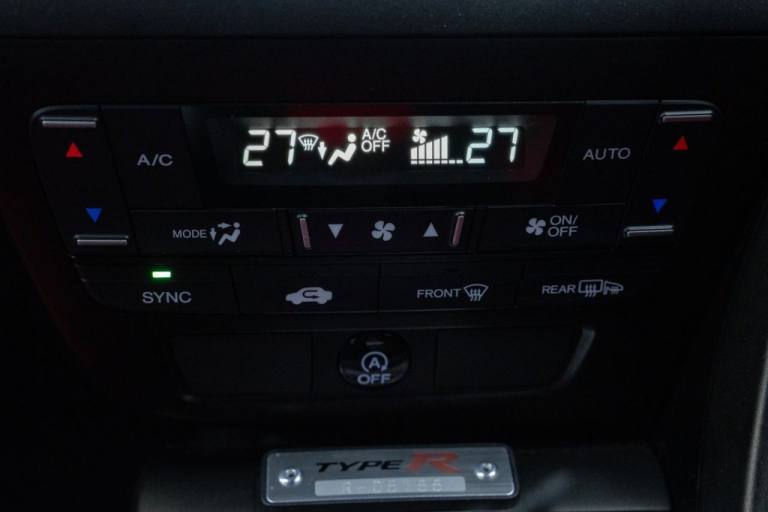 27 A/C OFF 27
A/C
AUTO
MODE
ON/OFF
SYNC
FRONT
REAR
A
OFF
TYPE R